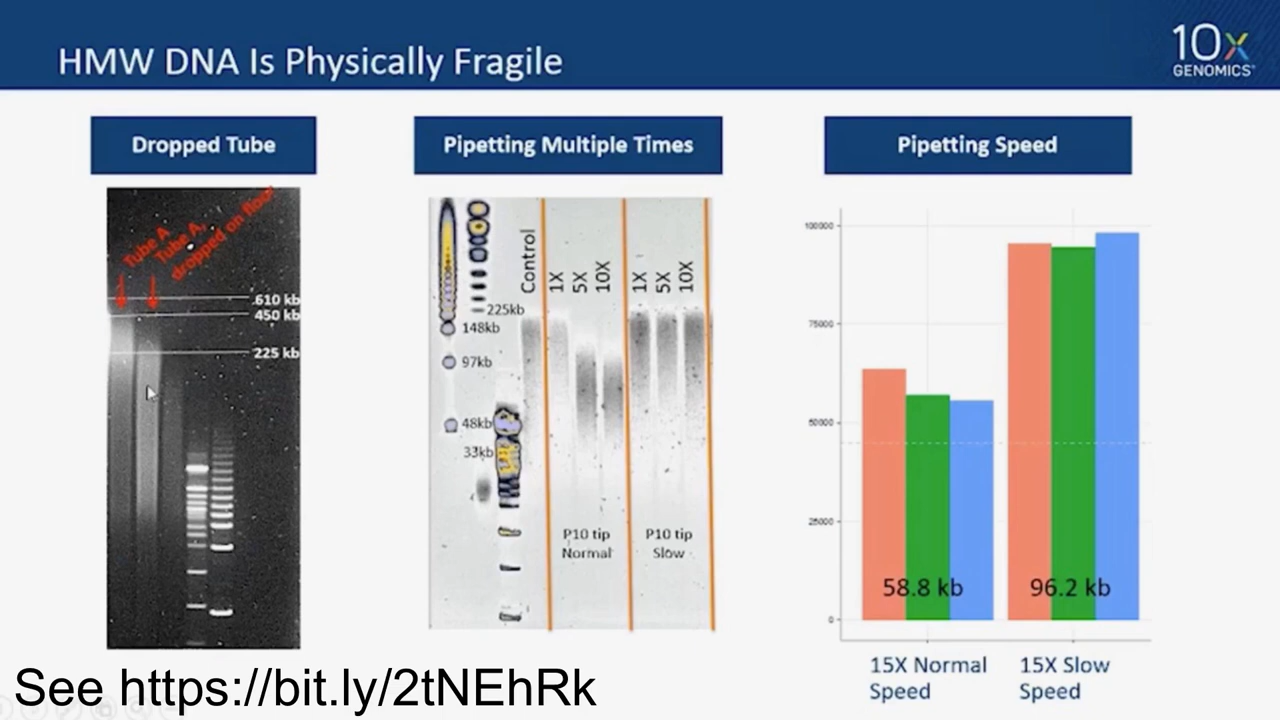 HMW DNA Is Physically Fragile
10x
GENOMICS
Dropped Tube
Pipetting Multiple Times
Pipetting Speed
Tube A
Tube A,
dropped on floor
610 kb
450 kb
225 kb
Control
1X
5X
10X
1X
5X
10X
225kb
148kb
97kb
48kb
33kb
P10 tip
Normal
P10 tip
Slow
100000
75000
50000
25000
0
58.8 kb
96.2 kb
15X Normal
Speed
15X Slow
Speed
See https://bit.ly/2tNEhRk